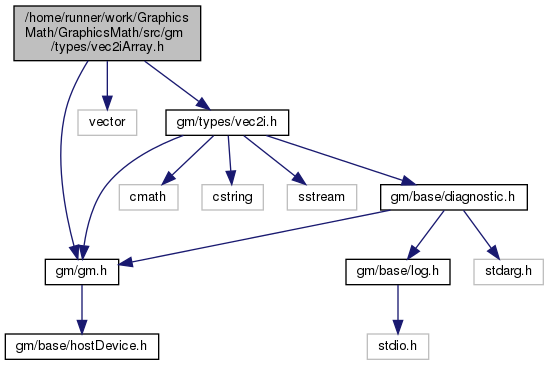 /home/runner/work/Graphics
Math/GraphicsMath/src/gm
/types/vec2iArray.h
vector
gm/types/vec2i.h
cmath
cstring
sstream
gm/base/diagnostic.h
gm/gm.h
gm/base/log.h
stdarg.h
gm/base/hostDevice.h
stdio.h